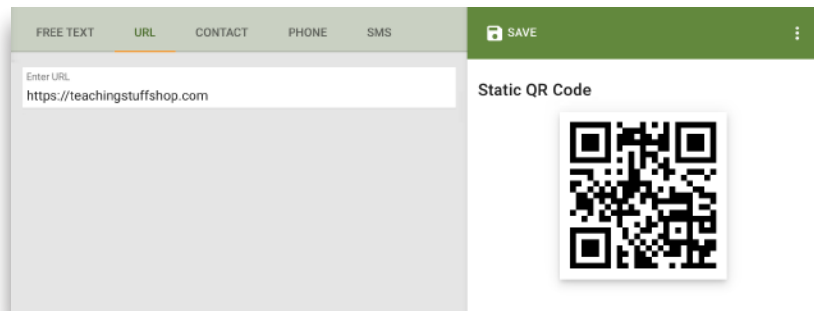 FREE TEXT URL CONTACT PHONE SMS
Enter URL
https://teachingstuffshop.com
SAVE
Static QR Code